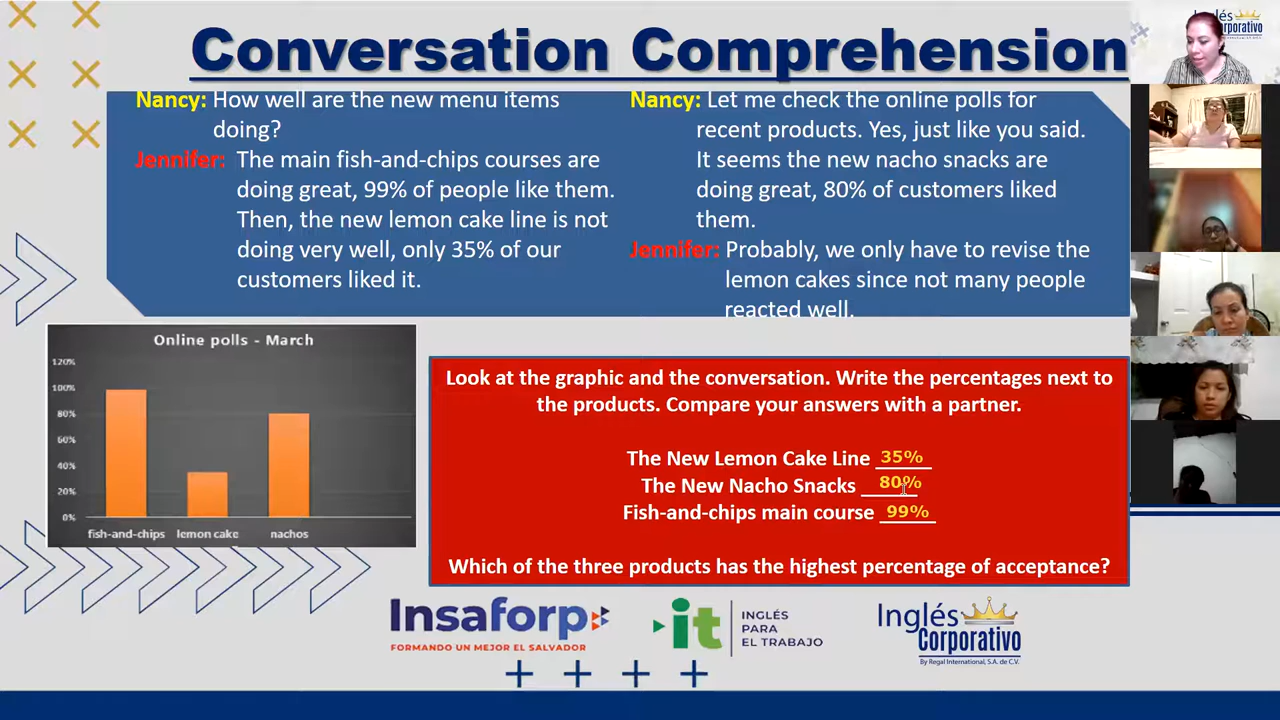 Conversation Comprehension
Nancy: How well are the new menu items
doing?
Jennifer: The main fish-and-chips courses are
doing great, 99% of people like them.
Then, the new lemon cake line is not
doing very well, only 35% of our
customers liked it.
Nancy: Let me check the online polls for
recent products. Yes, just like you said.
It seems the new nacho snacks are
doing great, 80% of customers liked
them.
Jennifer: Probably, we only have to revise the
lemon cakes since not many people
reacted well.
Online polls - March
120%
100%
80%
60%
40%
20%
0%
fish-and-chips lemon cake nachos
Look at the graphic and the conversation. Write the percentages next to
the products. Compare your answers with a partner.
The New Lemon Cake Line 35%
The New Nacho Snacks 80%
Fish-and-chips main course 99%
Which of the three products has the highest percentage of acceptance?
Insaforp
FORMANDO UN MEJOR EL SALVADOR
it
INGLÉS
PARA
EL TRABAJO
Inglés
Corporativo
By Regal International, S.A. de C.V.